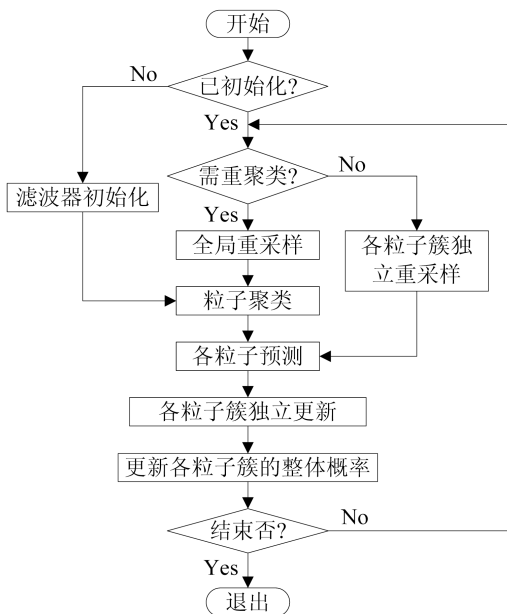 开始
No
已初始化?
Yes
需重聚类?
No
滤波器初始化
Yes
全局重采样
各粒子簇独
立重采样
粒子聚类
各粒子预测
各粒子簇独立更新
更新各粒子簇的整体概率
结束否?
No
Yes
退出